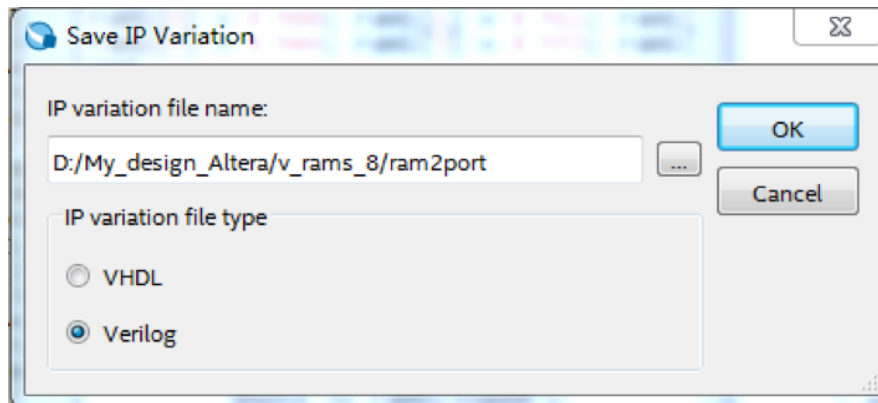 Save IP Variation
IP variation file name:
D:/My_design_Altera/v_rams_8/ram2port
...
OK
Cancel
IP variation file type
VHDL
Verilog